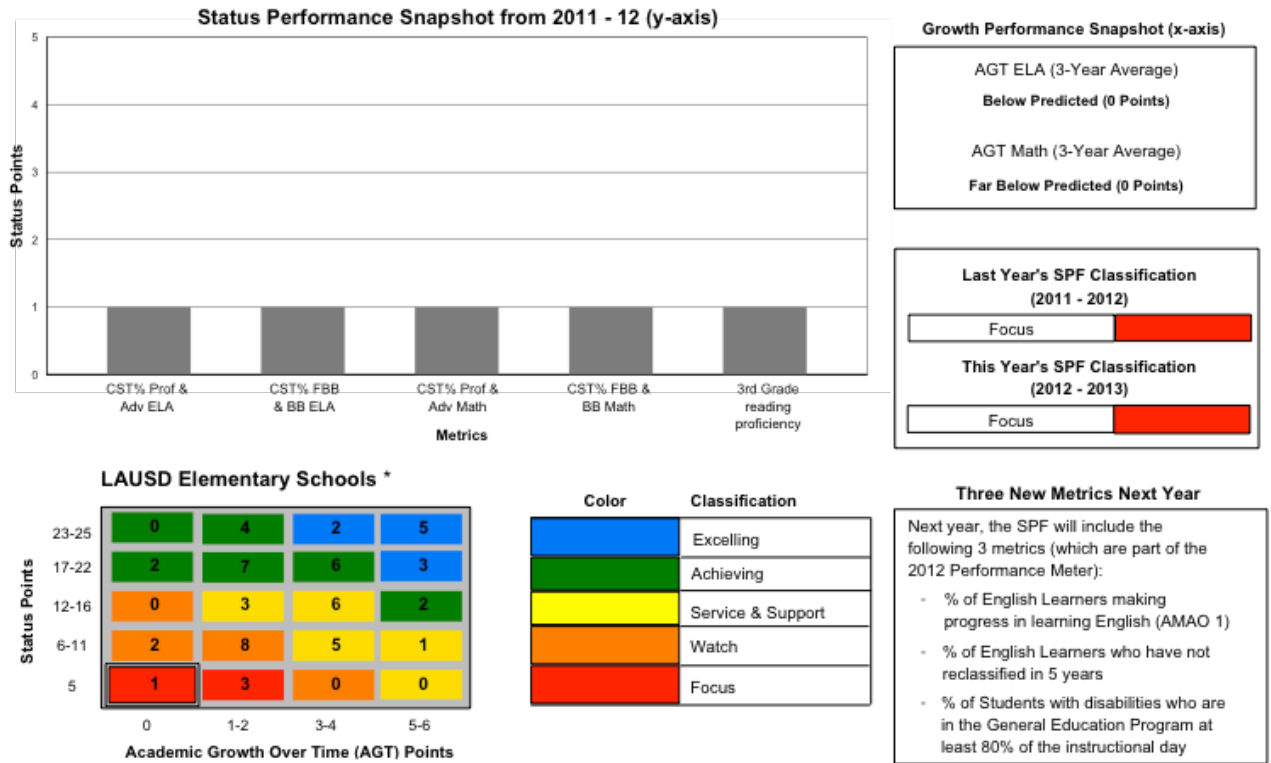 Status Performance Snapshot from 2011 - 12 (y-axis)
5
4
3
2
1
0
Status Points
CST% Prof &
Adv ELA
CST% FBB
& BB ELA
CST% Prof &
Adv Math
CST% FBB &
BB Math
3rd Grade
reading
proficiency
Metrics
Growth Performance Snapshot (x-axis)
AGT ELA (3-Year Average)
Below Predicted (0 Points)
AGT Math (3-Year Average)
Far Below Predicted (0 Points)
Last Year's SPF Classification
(2011 - 2012)
Focus
This Year's SPF Classification
(2012 - 2013)
Focus
LAUSD Elementary Schools *
Status Points
23-25 0 4 2 5
17-22 2 7 6 3
12-16 0 3 6 2
6-11 2 8 5 1
5 1 3 0 0
0 1-2 3-4 5-6
Academic Growth Over Time (AGT) Points
Color Classification
Excelling
Achieving
Service & Support
Watch
Focus
Three New Metrics Next Year
Next year, the SPF will include the
following 3 metrics (which are part of the
2012 Performance Meter):
- % of English Learners making
progress in learning English (AMAO 1)
- % of English Learners who have not
reclassified in 5 years
- % of Students with disabilities who are
in the General Education Program at
least 80% of the instructional day